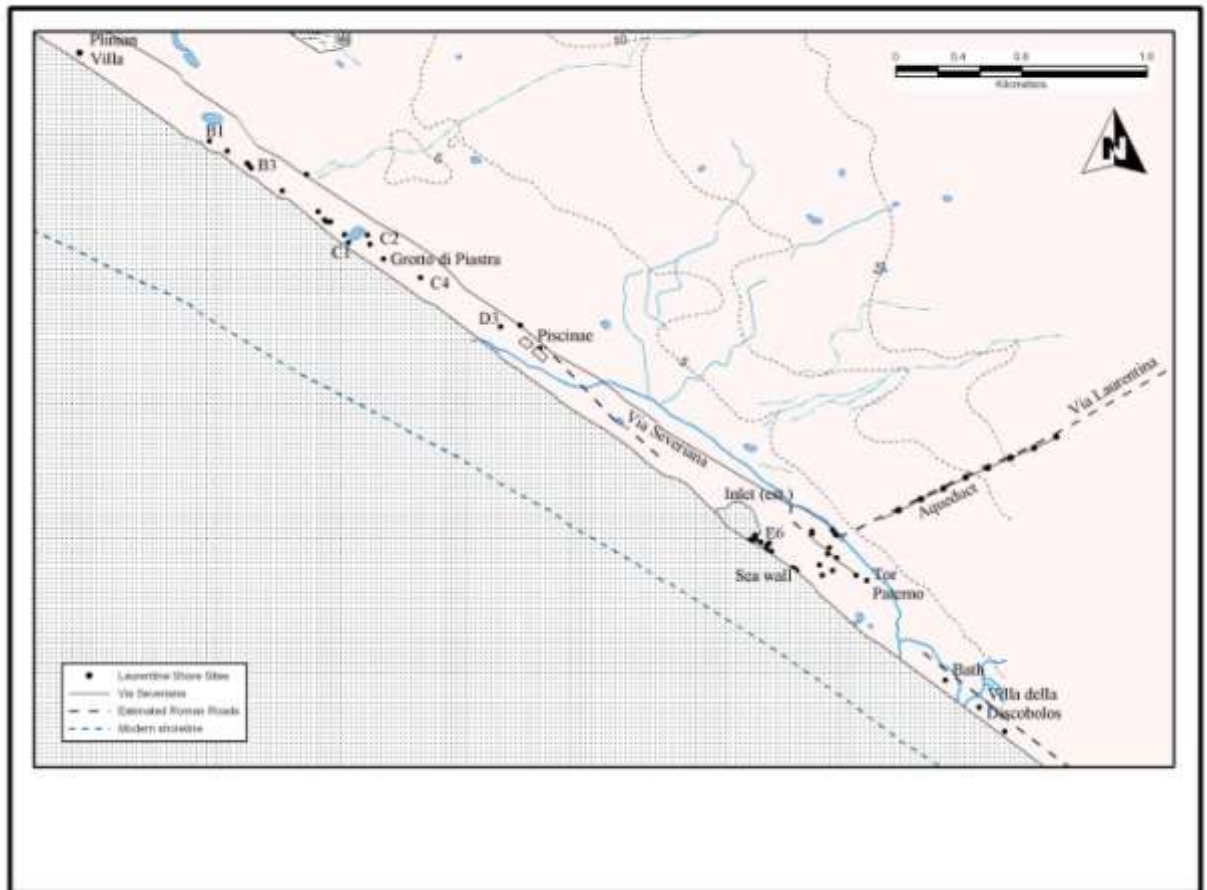 Plinian
Villa
10
0 0.4 0.8 1.6
Kilometers
N
B1
B3
C2
C1
Grotto di Piastra
C4
D3
Piscinae
5
Via Severiana
Via Laurentina
Aqueduct
Inlet (est.)
E6
Sea wall
Tor
Paterno
Bath
Villa della
Discobolos
Laurentine Shore Sites
Via Severiana
Estimated Roman Roads
Modern shoreline